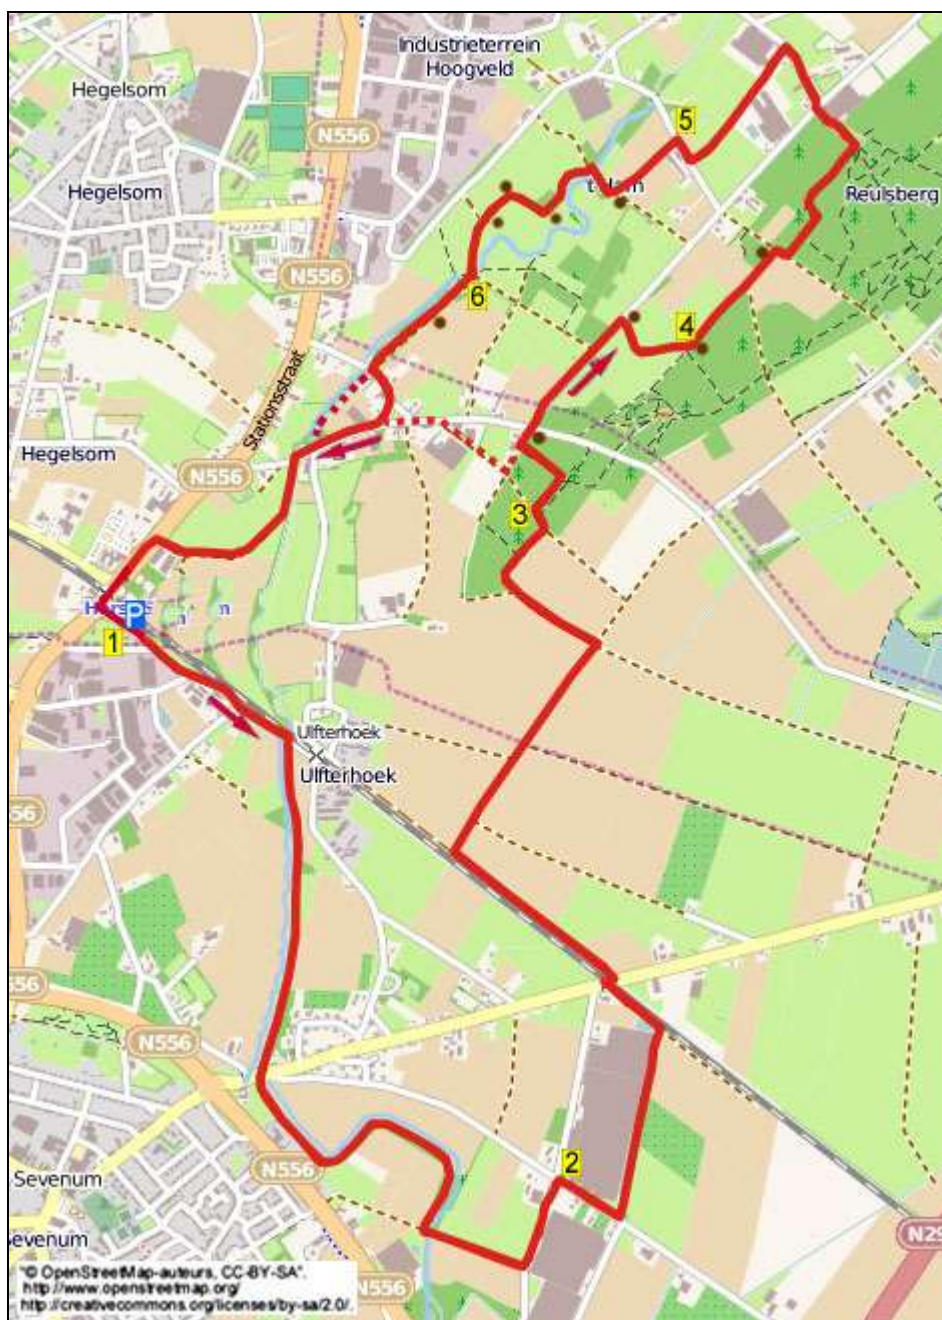 Industrieterrein
Hoogveld
Hegelsom
N556
5
Hegelsom
Reulsberg
N556
6
4
Stationsstraat
Hegelsom
N556
3
P
1
Ulfterhoek
Ulfterhoek
56
56
N556
2
N556
Sevenum
Sevenum
N29
"© OpenStreetMap-auteurs, CC-BY-SA",
http://www.openstreetmap.org/
http://creativecommons.org/licenses/by-sa/2.0/.
N556